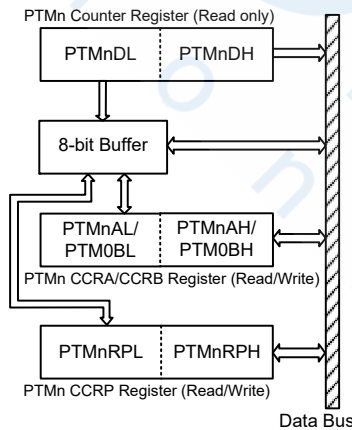 PTMn Counter Register (Read only)
PTMnDL PTMnDH
8-bit Buffer
PTMnAL/ PTMnAH/
PTM0BL PTM0BH
PTMn CCRA/CCRB Register (Read/Write)
PTMnRPL PTMnRPH
PTMn CCRP Register (Read/Write)
Data Bus